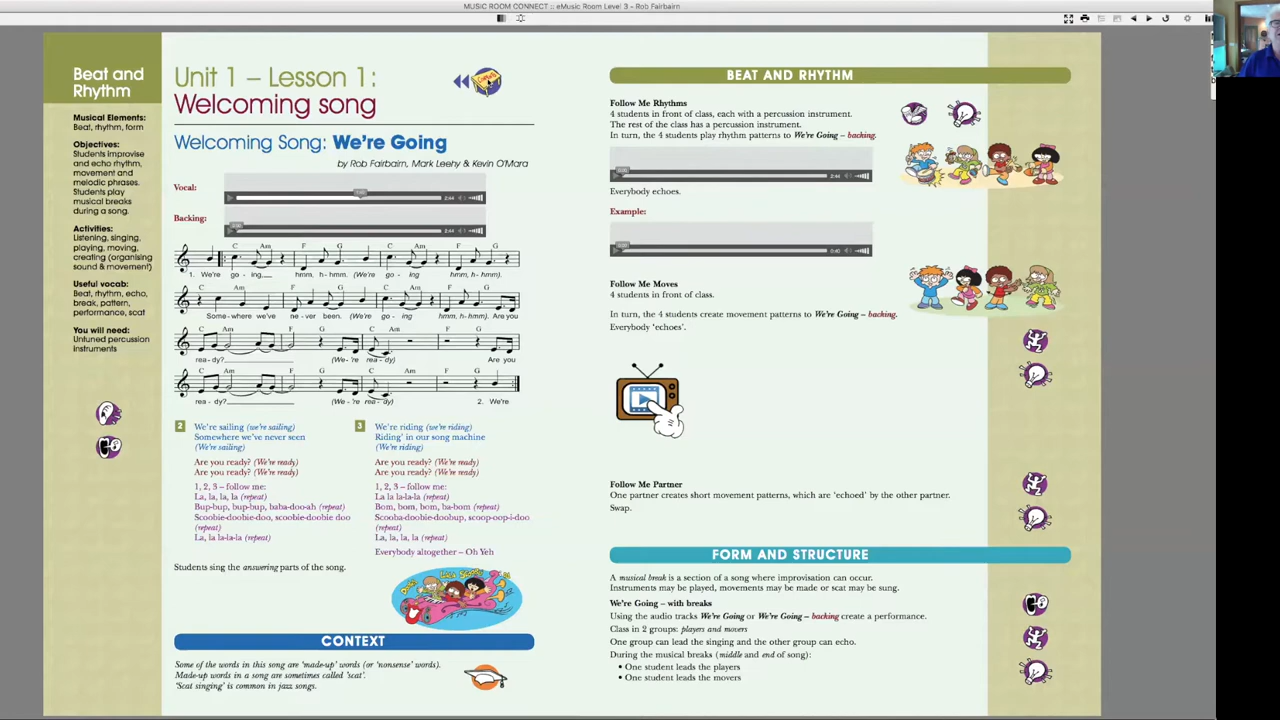 MUSIC ROOM CONNECT :: eMusic Room Level 3 - Rob Fairbairn
Beat and
Rhythm
Musical Elements:
Beat, rhythm, form
Objectives:
Students improvise
and echo rhythm,
movement and
melodic phrases.
Students play
musical breaks
during a song.
Activities:
Listening, singing,
playing, moving,
creating (organising
sound & movement)
Useful vocab:
Beat, rhythm, echo,
break, pattern,
performance, scat
You will need:
Untuned percussion
instruments
Unit 1 – Lesson 1:
Welcoming song
Welcoming Song: We're Going
by Rob Fairbairn, Mark Leehy & Kevin O'Mara
Vocal:
2:44
Backing:
2:44
C Am F G C Am F G
1. We're go - ing.___ hmm, h- hmm. (We're go - ing hmm, h- hmm).
C Am F G C Am F G
Some- where we've ne - ver been. (We're go - ing hmm, h- hmm). Are you
C Am F G C Am F G
rea - dy?____ (We - 're rea - dy) Are you
C Am F G C Am F G
rea - dy?____ (We - 're rea - dy) 2. We're
2
We're sailing (we're sailing)
Somewhere we've never seen
(We're sailing)
Are you ready? (We're ready)
Are you ready? (We're ready)
1, 2, 3 – follow me:
La, la, la, la (repeat)
Bup-bup, bup-bup, baba-doo-ah (repeat)
Scoobie-doobie-doo, scoobie-doobie doo
(repeat)
La, la la-la-la (repeat)
3
We're riding (we're riding)
Riding' in our song machine
(We're riding)
Are you ready? (We're ready)
Are you ready? (We're ready)
1, 2, 3 – follow me:
La la la-la-la (repeat)
Bom, bom, bom, ba-bom (repeat)
Scooba-doobie-doobup, scoop-oop-i-doo
(repeat)
La, la, la, la (repeat)
Everybody altogether – Oh Yeh
Students sing the answering parts of the song.
CONTEXT
Some of the words in this song are 'made-up' words (or 'nonsense' words).
Made-up words in a song are sometimes called 'scat'.
'Scat singing' is common in jazz songs.
BEAT AND RHYTHM
Follow Me Rhythms
4 students in front of class, each with a percussion instrument.
The rest of the class has a percussion instrument.
In turn, the 4 students play rhythm patterns to We're Going – backing.
0:00
2:44
Everybody echoes.
Example:
0:00
0:40
Follow Me Moves
4 students in front of class.
In turn, the 4 students create movement patterns to We're Going – backing.
Everybody 'echoes'.
Follow Me Partner
One partner creates short movement patterns, which are 'echoed' by the other partner.
Swap.
FORM AND STRUCTURE
A musical break is a section of a song where improvisation can occur.
Instruments may be played, movements may be made or scat may be sung.
We're Going – with breaks
Using the audio tracks We're Going or We're Going – backing create a performance.
Class in 2 groups: players and movers
One group can lead the singing and the other group can echo.
During the musical breaks (middle and end of song):
• One student leads the players
• One student leads the movers